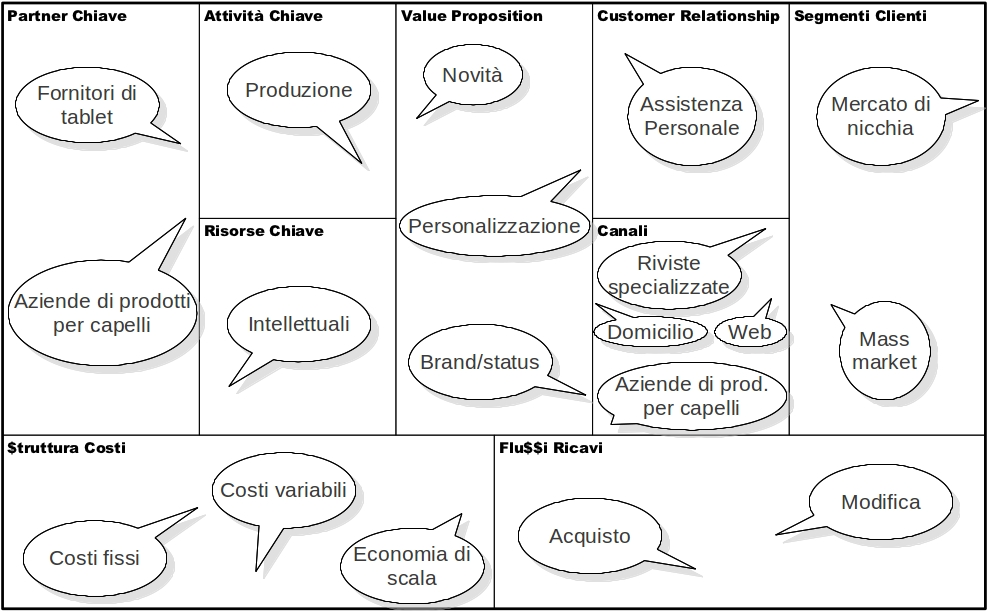 Partner Chiave
Fornitori di
tablet
Aziende di prodotti
per capelli
Attività Chiave
Produzione
Risorse Chiave
Intellettuali
Value Proposition
Novità
Personalizzazione
Brand/status
Customer Relationship
Assistenza
Personale
Canali
Riviste
specializzate
Domicilio
Web
Aziende di prod.
per capelli
Segmenti Clienti
Mercato di
nicchia
Mass
market
$truttura Costi
Costi fissi
Costi variabili
Economia di
scala
Flu$$i Ricavi
Acquisto
Modifica